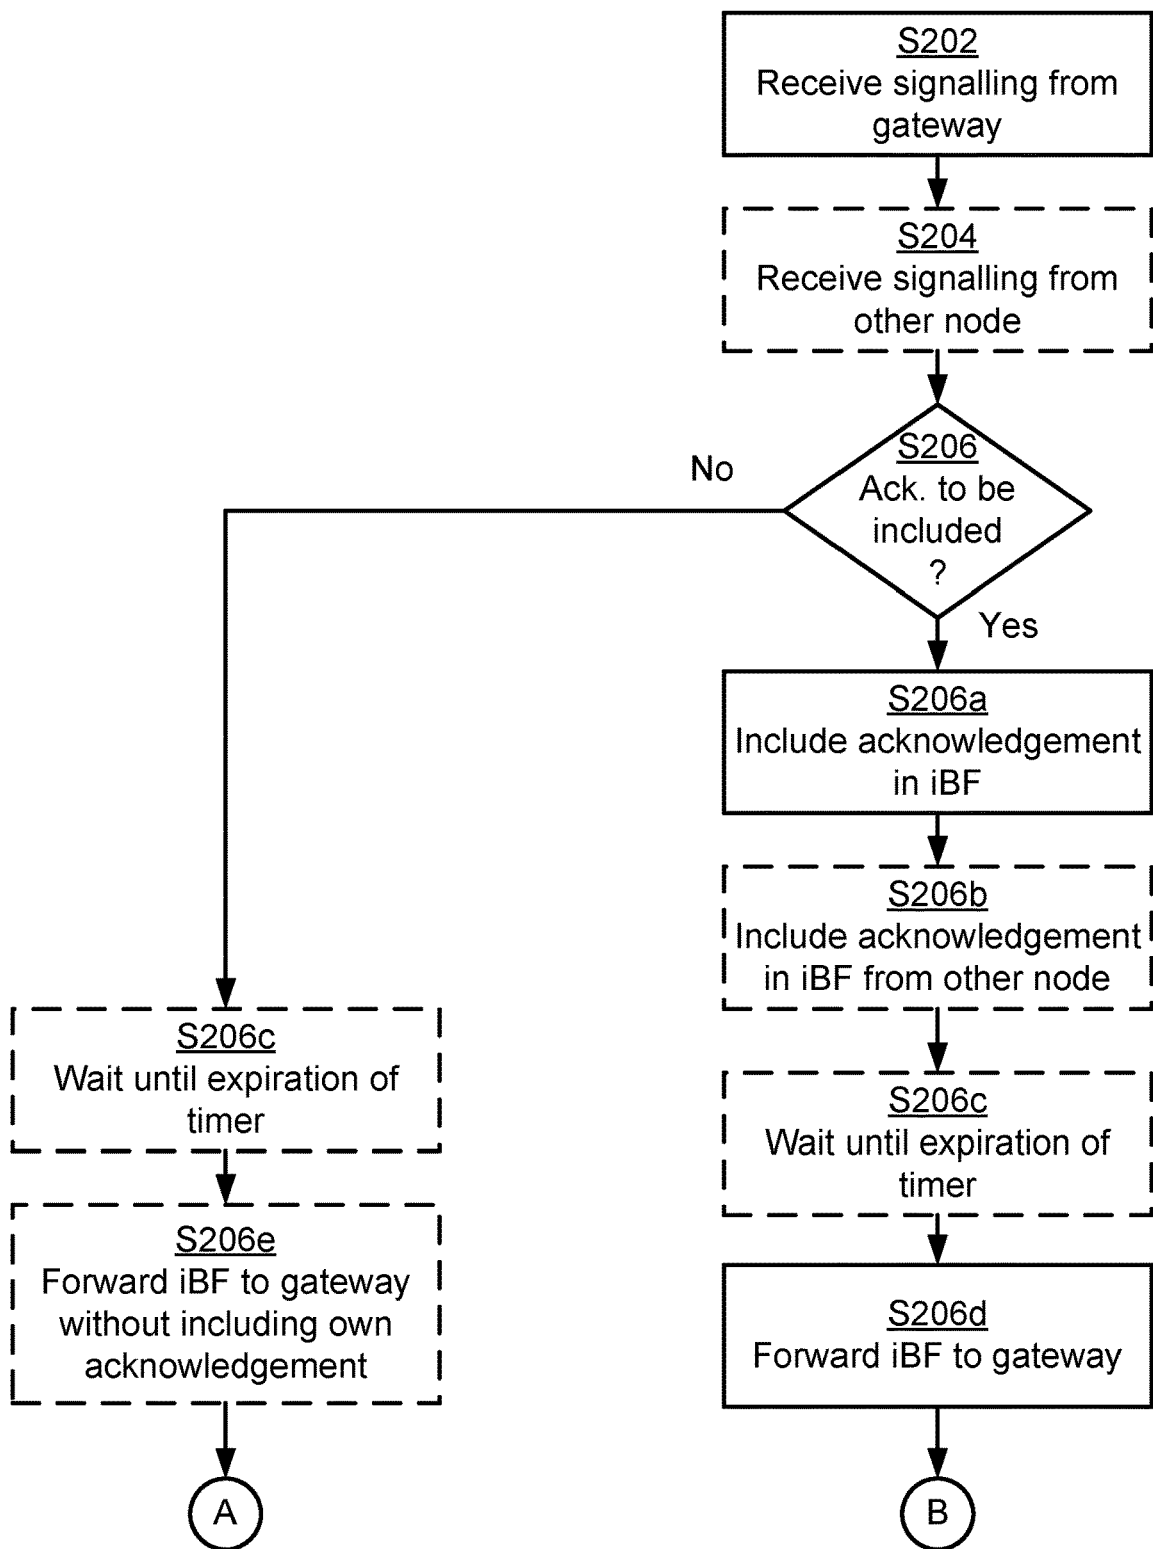 S202
Receive signalling from
gateway
S204
Receive signalling from
other node
S206
Ack. to be
included
?
No
Yes
S206a
Include acknowledgement
in iBF
S206b
Include acknowledgement
in iBF from other node
S206c
Wait until expiration of
timer
S206d
Forward iBF to gateway
B
S206c
Wait until expiration of
timer
S206e
Forward iBF to gateway
without including own
acknowledgement
A